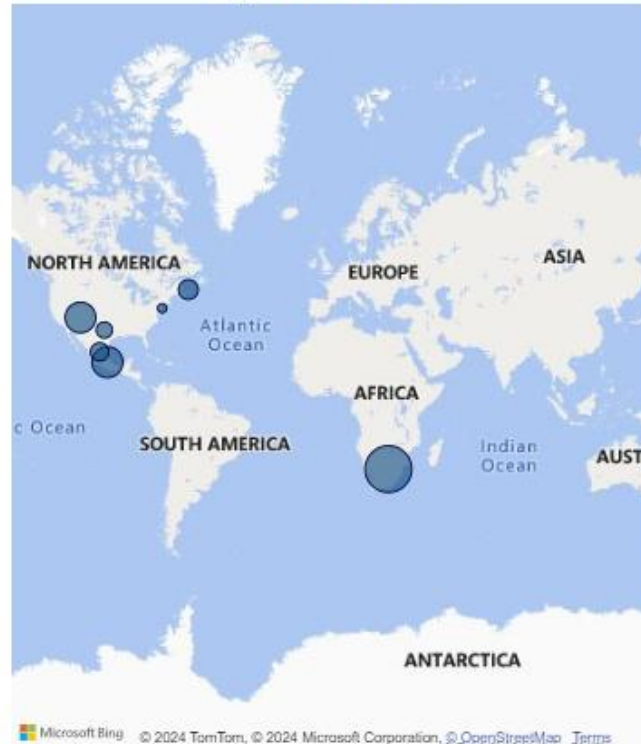 NORTH AMERICA
EUROPE
ASIA
Atlantic
Ocean
AFRICA
c Ocean
SOUTH AMERICA
Indian
Ocean
AUST
ANTARCTICA
Microsoft Bing © 2024 TomTom, © 2024 Microsoft Corporation, © OpenStreetMap Terms